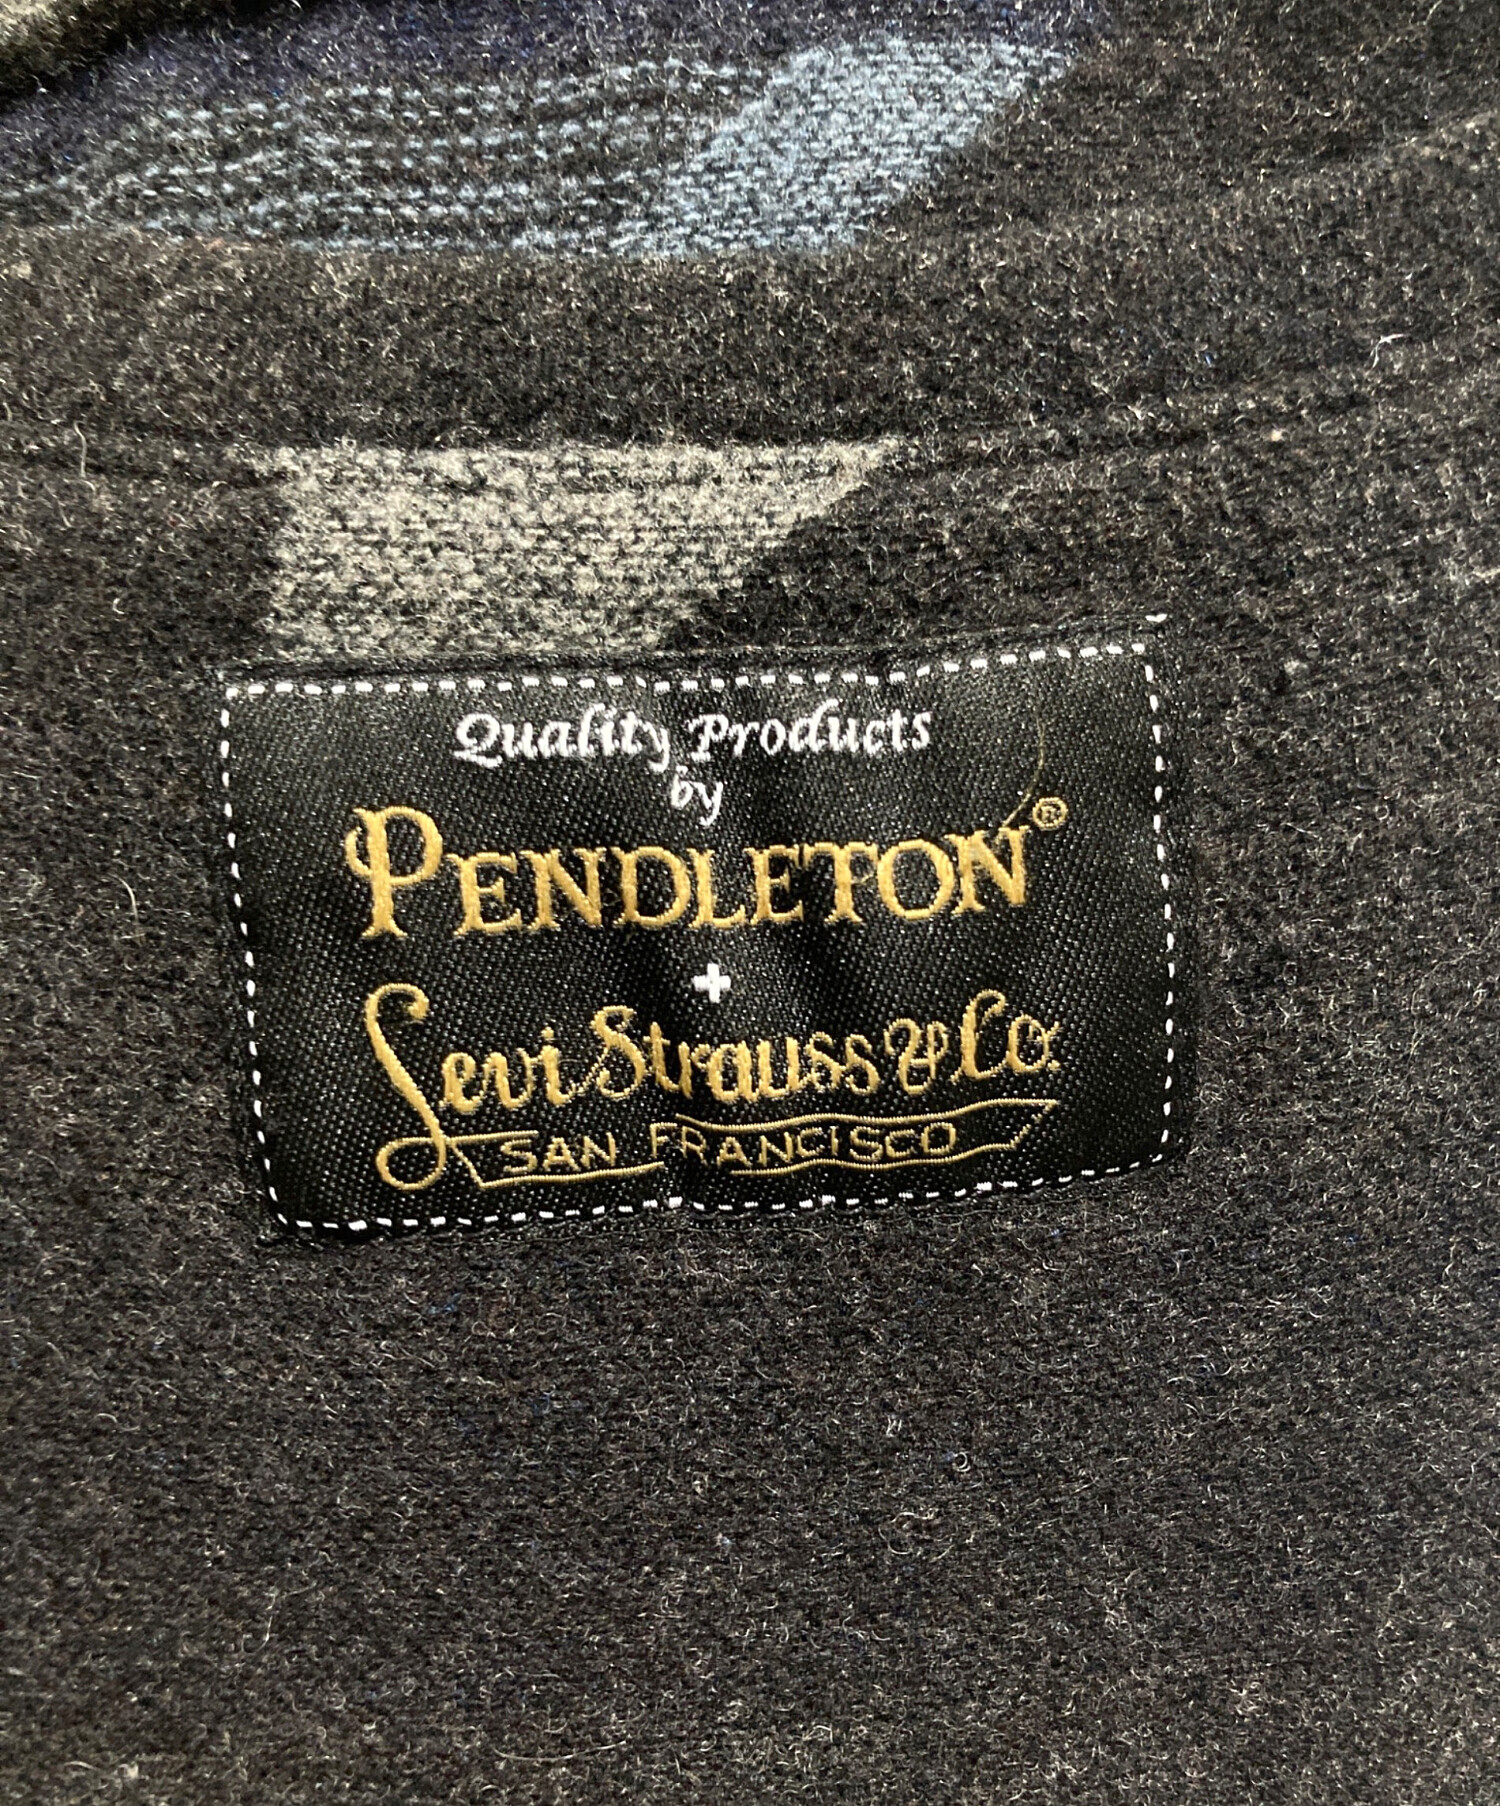 Quality Products
by
PENDLETON®
+
Levi Strauss & Co.
SAN FRANCISCO